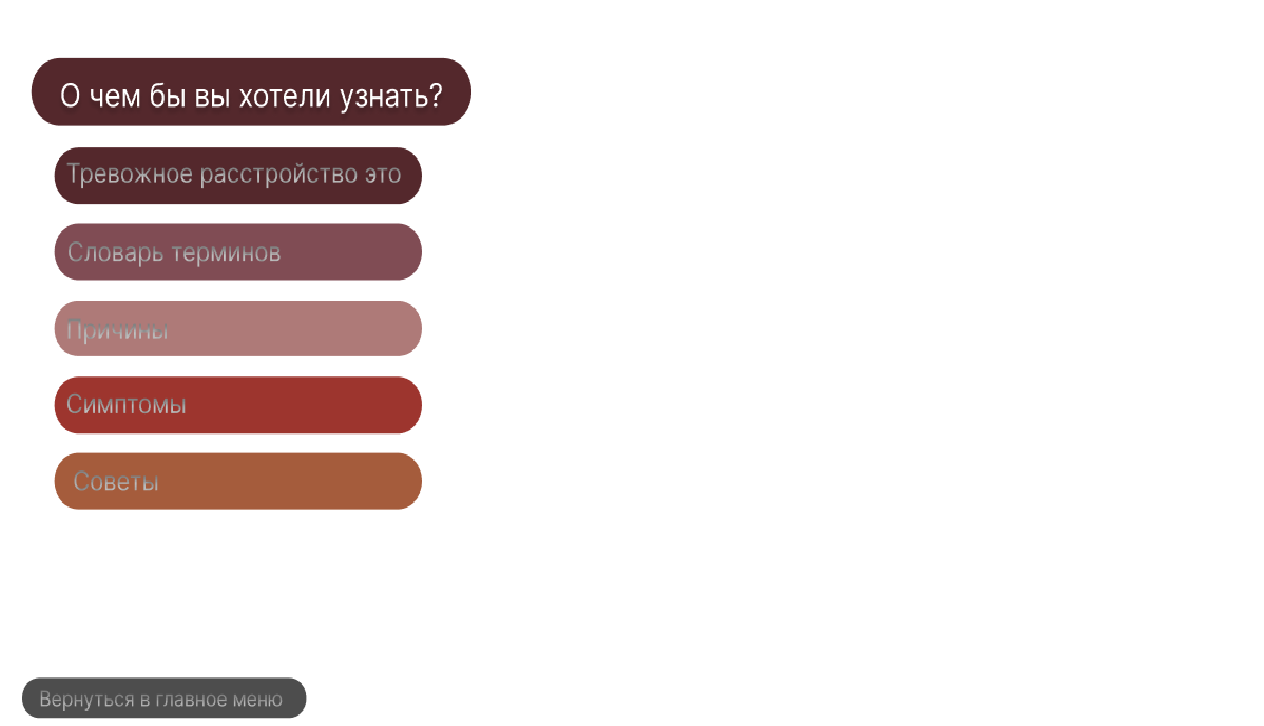 О чем бы вы хотели узнать?
Тревожное расстройство это
Словарь терминов
Причины
Симптомы
Советы
Вернуться в главное меню